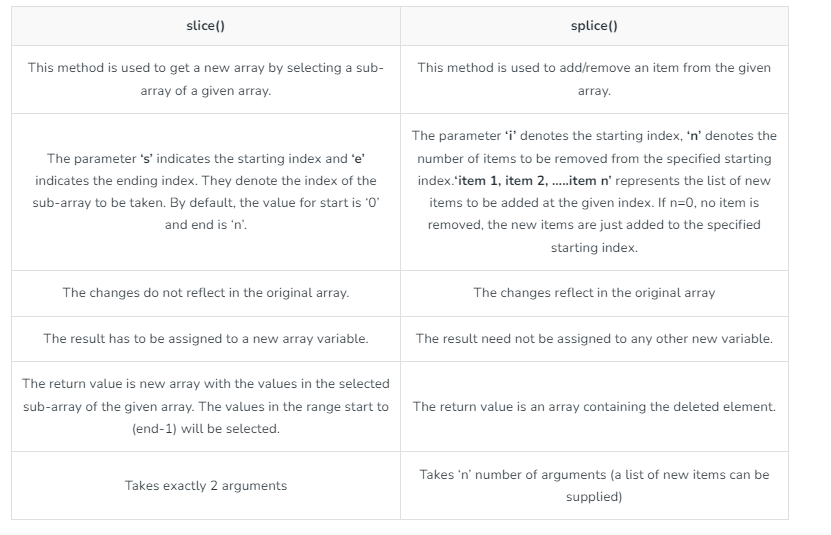 slice()
splice()
This method is used to get a new array by selecting a sub-
array of a given array.
This method is used to add/remove an item from the given
array.
The parameter ‘s’ indicates the starting index and ‘e’
indicates the ending index. They denote the index of the
sub-array to be taken. By default, the value for start is ‘0’
and end is ‘n’.
The parameter ‘i’ denotes the starting index, ‘n’ denotes the
number of items to be removed from the specified starting
index.‘item 1, item 2, …..item n’ represents the list of new
items to be added at the given index. If n=0, no item is
removed, the new items are just added to the specified
starting index.
The changes do not reflect in the original array.
The changes reflect in the original array
The result has to be assigned to a new array variable.
The result need not be assigned to any other new variable.
The return value is new array with the values in the selected
sub-array of the given array. The values in the range start to
(end-1) will be selected.
The return value is an array containing the deleted element.
Takes exactly 2 arguments
Takes ‘n’ number of arguments (a list of new items can be
supplied)